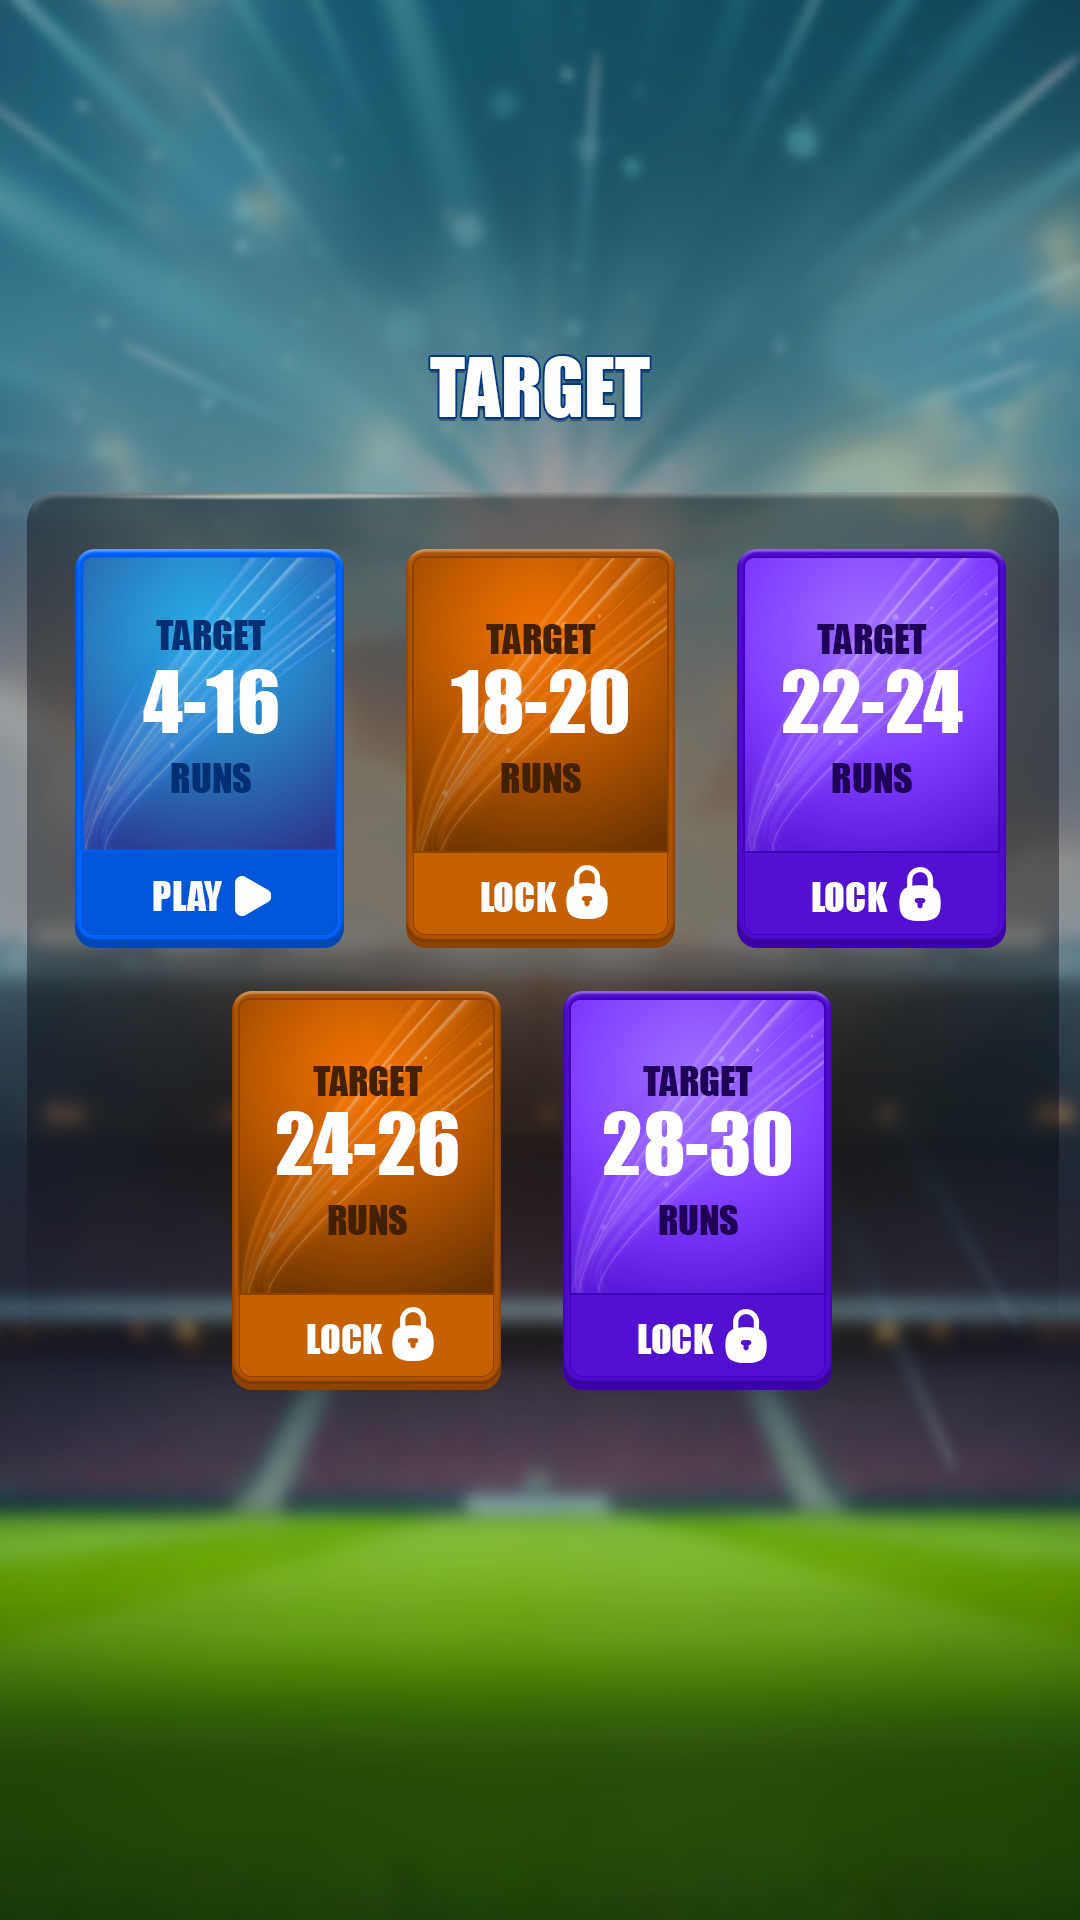 TARGET
TARGET
4-16
RUNS
PLAY
TARGET
18-20
RUNS
LOCK
TARGET
22-24
RUNS
LOCK
TARGET
24-26
RUNS
LOCK
TARGET
28-30
RUNS
LOCK